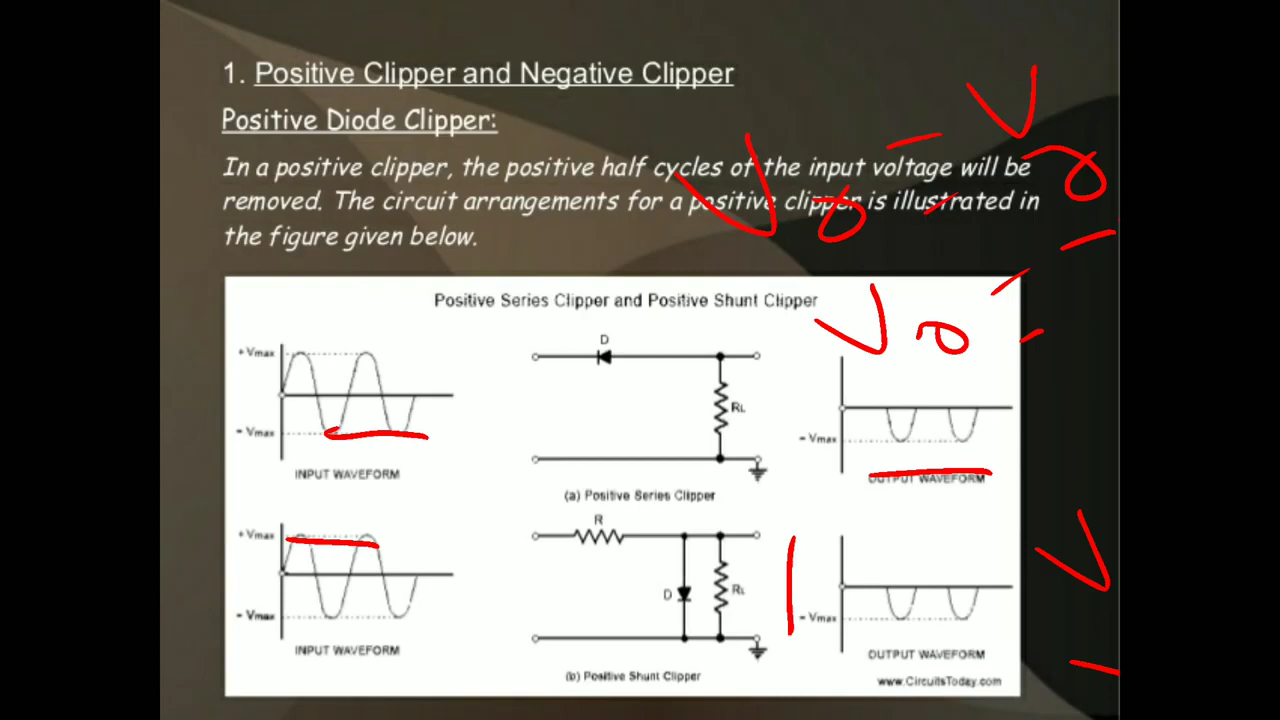 1. Positive Clipper and Negative Clipper
Positive Diode Clipper:
In a positive clipper, the positive half cycles of the input voltage will be
removed. The circuit arrangements for a positive clipper is illustrated in
the figure given below.
Positive Series Clipper and Positive Shunt Clipper
+ Vmax
- Vmax
INPUT WAVEFORM
D
RL
(a) Positive Series Clipper
- Vmax
OUTPUT WAVEFORM
+ Vmax
- Vmax
INPUT WAVEFORM
R
D
RL
(b) Positive Shunt Clipper
- Vmax
OUTPUT WAVEFORM
www.CircuitsToday.com